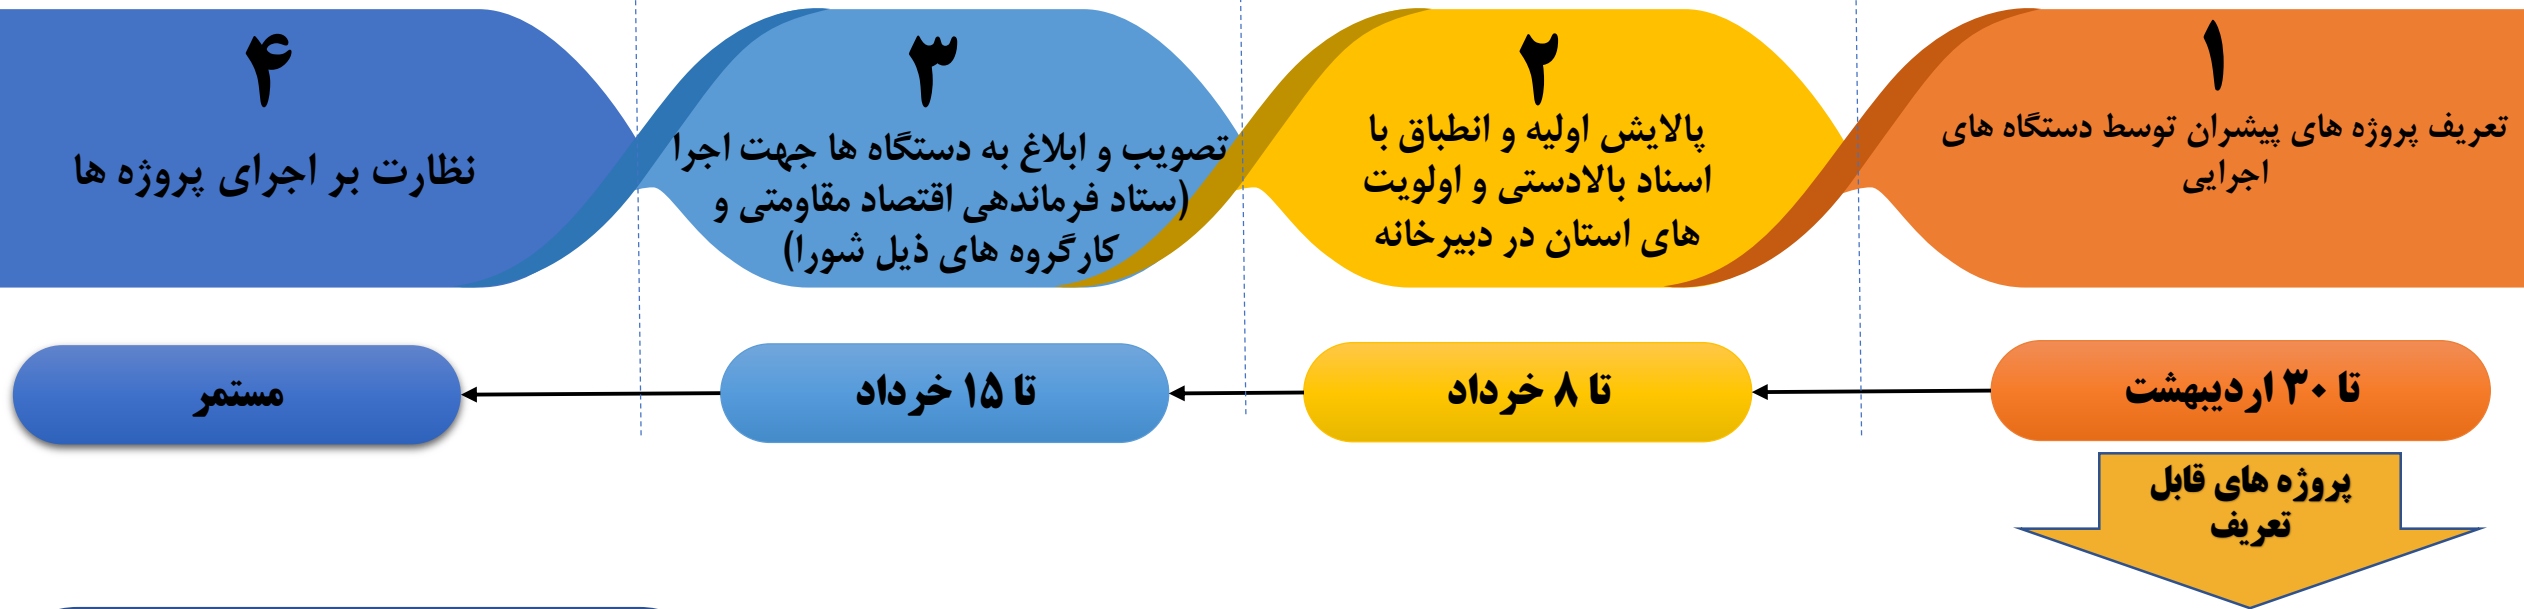 ۱
تعریف پروژه های پیشران توسط دستگاه های
اجرایی
۲
پالایش اولیه و انطباق با
اسناد بالادستی و اولویت
های استان در دبیرخانه
۳
تصویب و ابلاغ به دستگاه ها جهت اجرا
(ستاد فرماندهی اقتصاد مقاومتی و
کارگروه های ذیل شورا)
۴
نظارت بر اجرای پروژه ها
تا ۳۰ اردیبهشت
تا ۸ خرداد
تا ۱۵ خرداد
مستمر
پروژه های قابل
تعریف